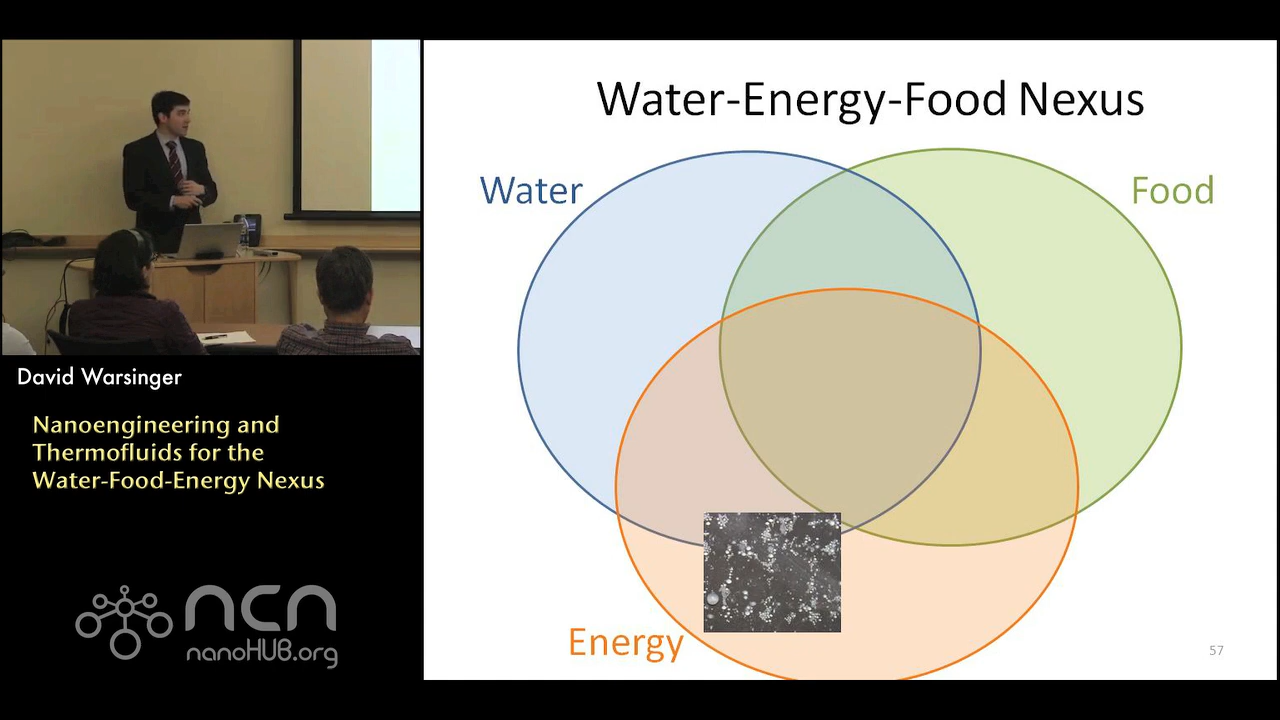 Water-Energy-Food Nexus
Water
Food
Energy
57
David Warsinger
Nanoengineering and
Thermofluids for the
Water-Food-Energy Nexus
ncn
nanoHUB.org